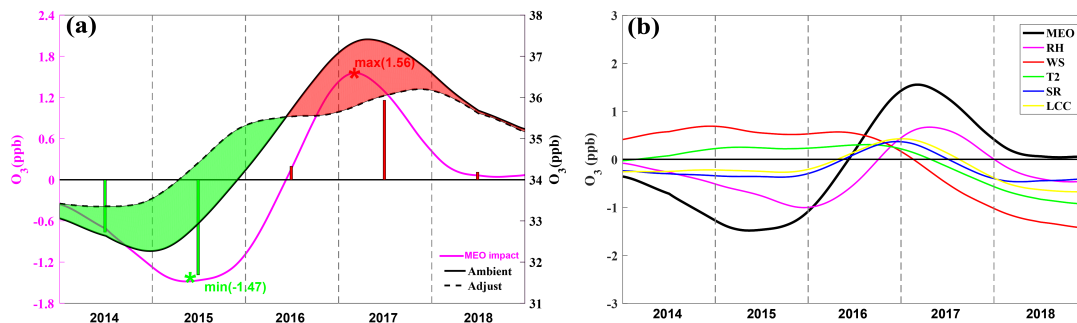 (a)
O3(ppb)
2.4
1.8
1.2
0.6
0
-0.6
-1.2
-1.8
38
37
36
35
34
33
32
31
O3(ppb)
max(1.56)
min(-1.47)
MEO impact
Ambient
Adjust
2014 2015 2016 2017 2018
(b)
O3 (ppb)
3
2
1
0
-1
-2
-3
MEO
RH
WS
T2
SR
LCC
2014 2015 2016 2017 2018